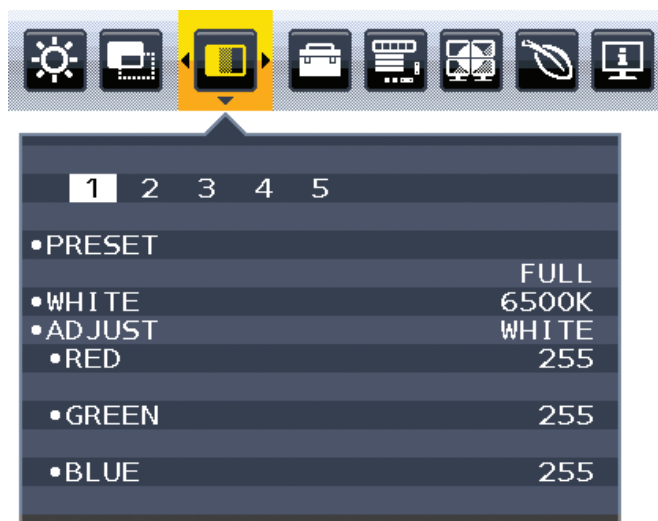 1 2 3 4 5
•PRESET
FULL
•WHITE 6500K
•ADJUST WHITE
•RED 255
•GREEN 255
•BLUE 255